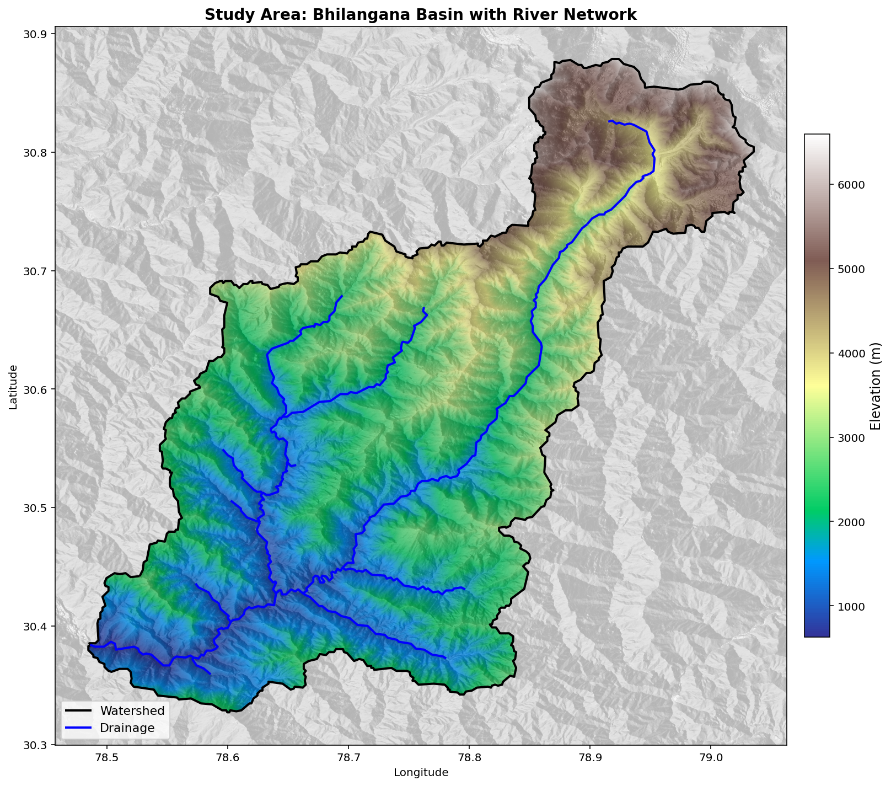 Study Area: Bhilangana Basin with River Network
30.9
30.8
30.7
30.6
30.5
30.4
30.3
Latitude
78.5 78.6 78.7 78.8 78.9 79.0
Longitude
Watershed
Drainage
6000
5000
4000
3000
2000
1000
Elevation (m)